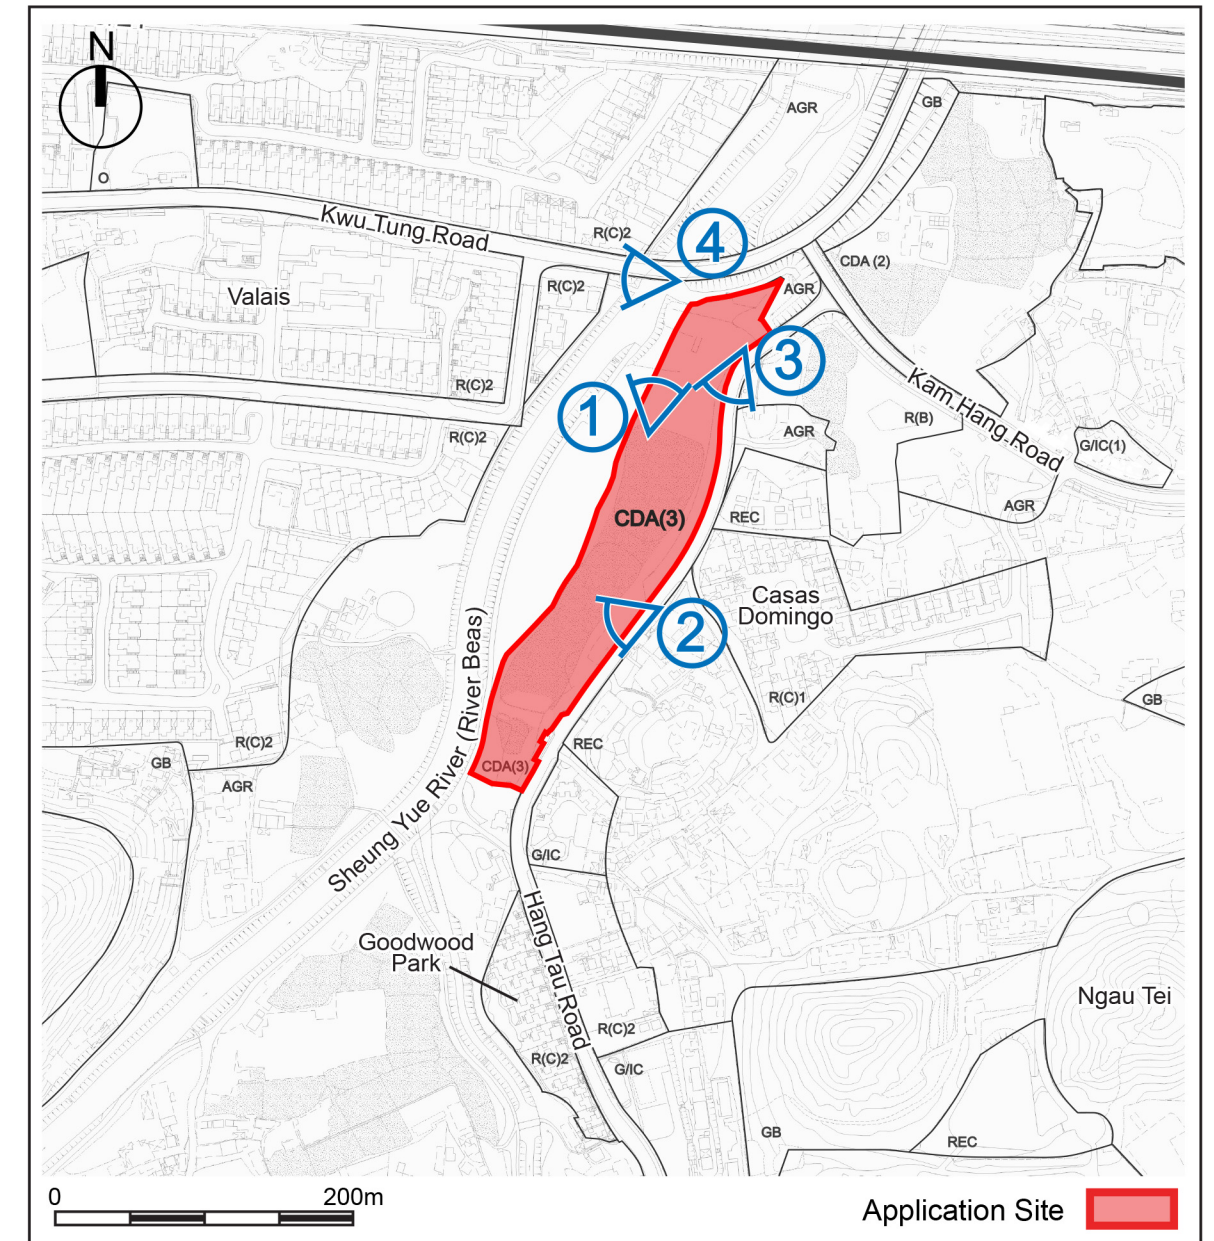 N
AGR
GB
O
Kwu Tung Road
R(C)2
4
CDA (2)
Valais
R(C)2
AGR
3
R(C)2
Kam Hang Road
1
R(C)2
AGR
R(B)
G/IC(1)
CDA(3)
REC
AGR
Casas
Domingo
2
Sheung Yue River (River Beas)
R(C)1
GB
R(C)2
REC
GB
CDA(3)
AGR
G/IC
Hang Tau Road
Goodwood
Park
Ngau Tei
R(C)2
R(C)2
G/IC
GB
REC
0
200m
Application Site